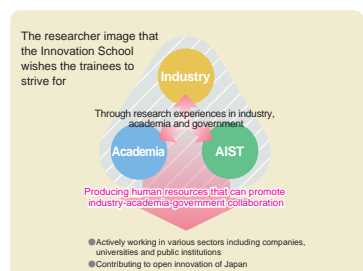 The researcher image that
the Innovation School
wishes the trainees to
strive for
Industry
Through research experiences in industry,
academia and government
Academia
AIST
Producing human resources that can promote
industry-academia-government collaboration
●Actively working in various sectors including companies,
universities and public institutions
●Contributing to open innovation of Japan